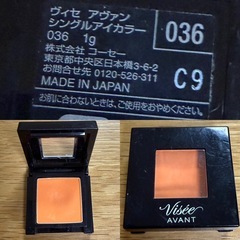 ヴィセ アヴァン
シングルアイカラー
036 1g
株式会社 コーセー
東京都中央区日本橋3-6-2
お問合せ先 0120-526-311
MADE IN JAPAN
お肌に合わないときは、ご使用をおやめください。
036
C9
Visée
AVANT